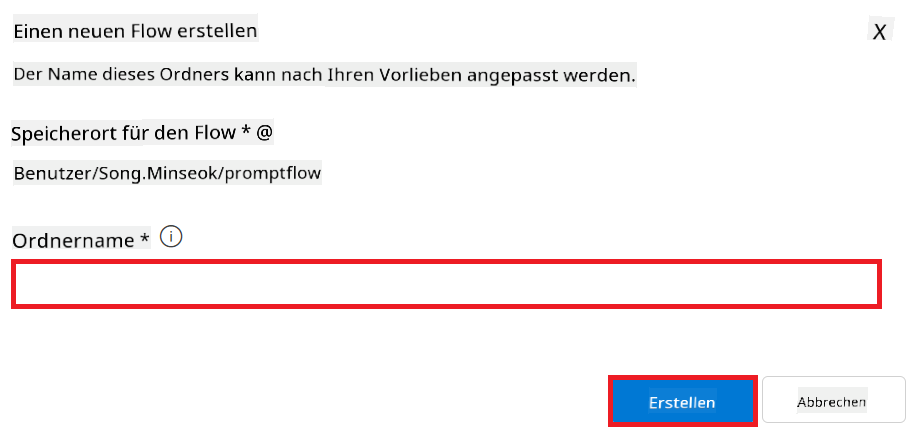 Einen neuen Flow erstellen
X
Der Name dieses Ordners kann nach Ihren Vorlieben angepasst werden.
Speicherort für den Flow * @
Benutzer/Song.Minseok/promptflow
Ordnername * i
Erstellen
Abbrechen